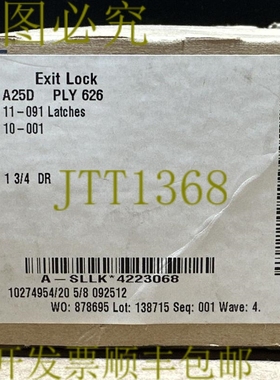 图必究
Exit Lock
A25D PLY 626
11-091 Latches
10-001
1 3/4 DR
JTT1368
A-SLLK*4223068
10274954/20 5/8 092512
WO: 878695 Lot: 138715 Seq: 001 Wave: 4.
开发票顺丰包邮